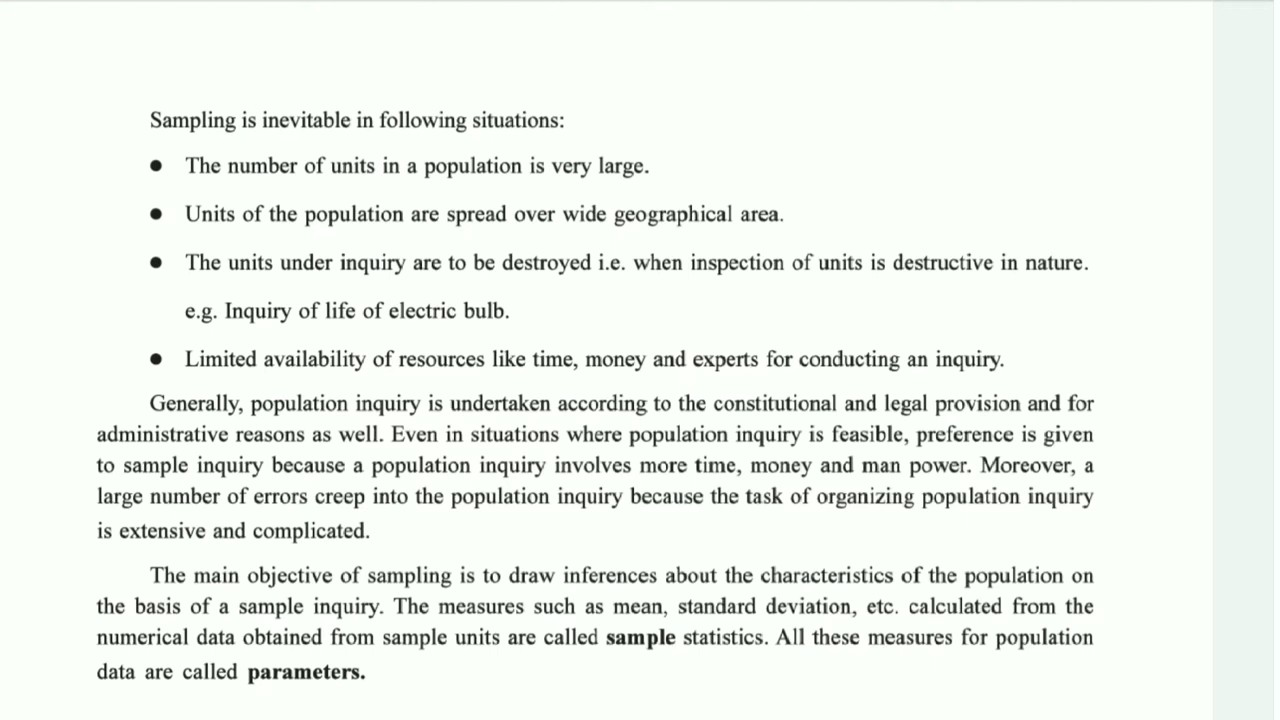 Sampling is inevitable in following situations:
● The number of units in a population is very large.
● Units of the population are spread over wide geographical area.
● The units under inquiry are to be destroyed i.e. when inspection of units is destructive in nature.
e.g. Inquiry of life of electric bulb.
● Limited availability of resources like time, money and experts for conducting an inquiry.
Generally, population inquiry is undertaken according to the constitutional and legal provision and for
administrative reasons as well. Even in situations where population inquiry is feasible, preference is given
to sample inquiry because a population inquiry involves more time, money and man power. Moreover, a
large number of errors creep into the population inquiry because the task of organizing population inquiry
is extensive and complicated.
The main objective of sampling is to draw inferences about the characteristics of the population on
the basis of a sample inquiry. The measures such as mean, standard deviation, etc. calculated from the
numerical data obtained from sample units are called sample statistics. All these measures for population
data are called parameters.